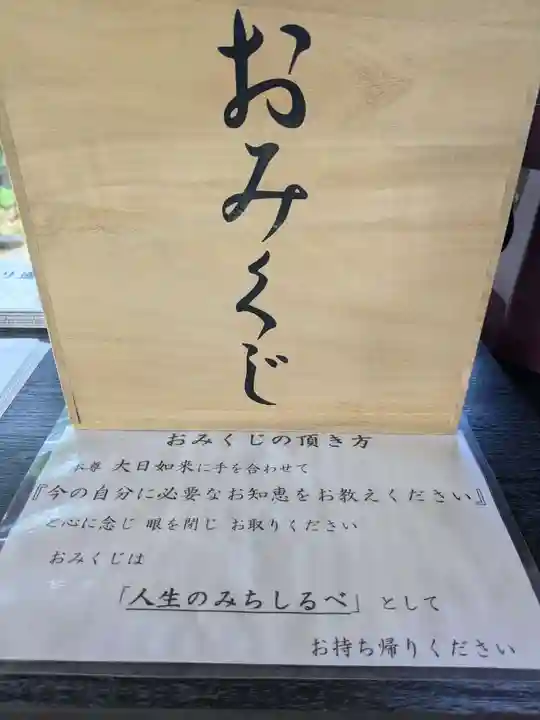 おみくじ
おみくじの頂き方
本尊 大日如来に手を合わせて
『今の自分に必要なお知恵をお教えください』
と心に念じ 眼を閉じ お取りください
おみくじは
「人生のみちしるべ」として
お持ち帰りください